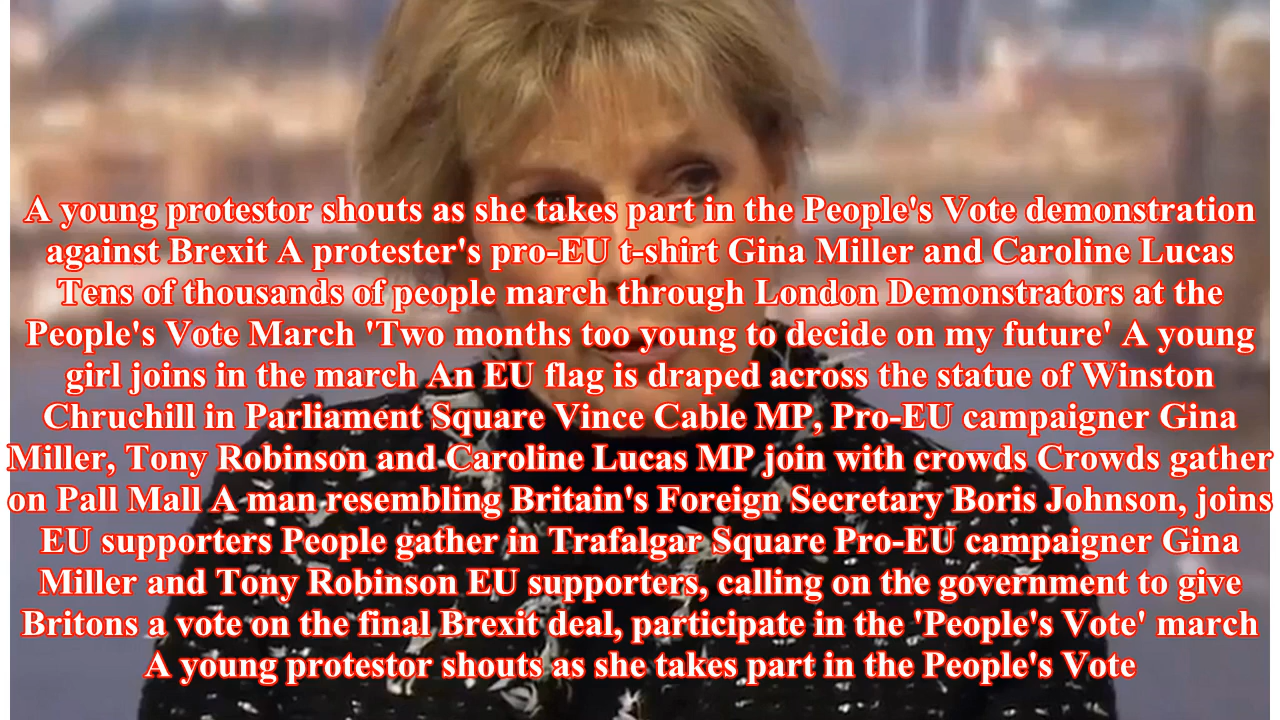 A young protestor shouts as she takes part in the People's Vote demonstration
against Brexit A protester's pro-EU t-shirt Gina Miller and Caroline Lucas
Tens of thousands of people march through London Demonstrators at the
People's Vote March 'Two months too young to decide on my future' A young
girl joins in the march An EU flag is draped across the statue of Winston
Chruchill in Parliament Square Vince Cable MP, Pro-EU campaigner Gina
Miller, Tony Robinson and Caroline Lucas MP join with crowds Crowds gather
on Pall Mall A man resembling Britain's Foreign Secretary Boris Johnson, joins
EU supporters People gather in Trafalgar Square Pro-EU campaigner Gina
Miller and Tony Robinson EU supporters, calling on the government to give
Britons a vote on the final Brexit deal, participate in the 'People's Vote' march
A young protestor shouts as she takes part in the People's Vote